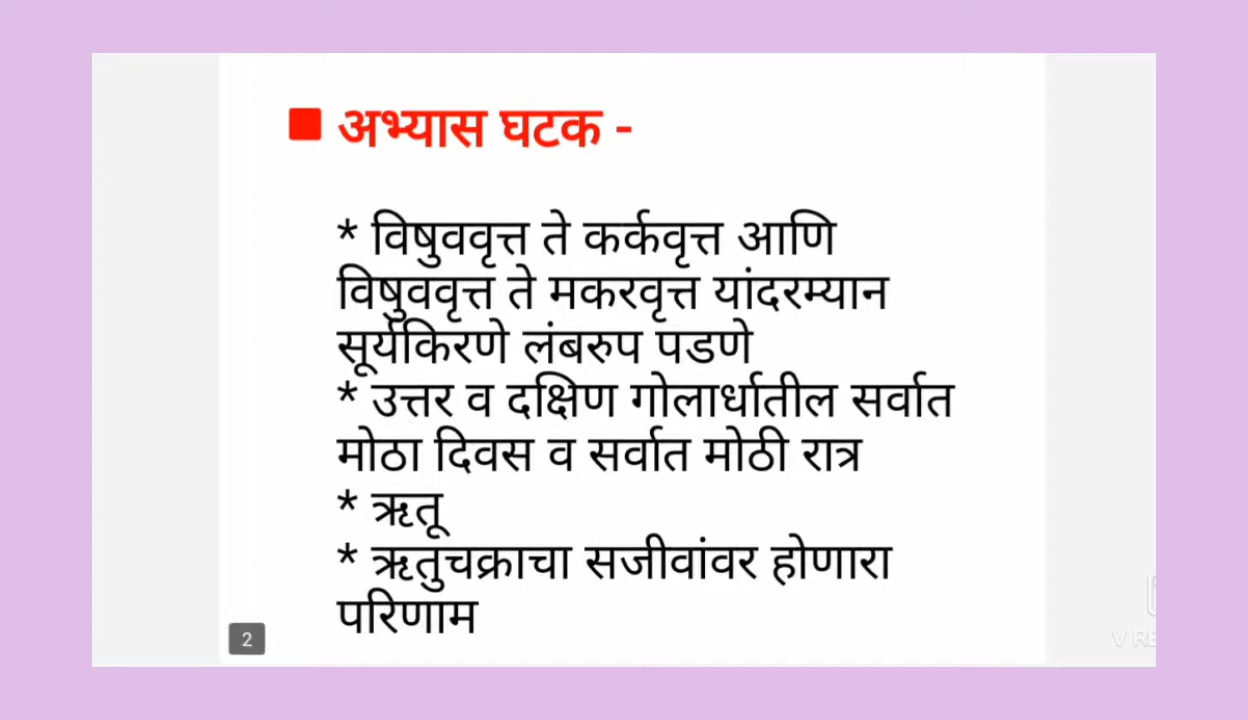 अभ्यास घटक -
* विषुववृत्त ते कर्कवृत्त आणि
विषुववृत्त ते मकरवृत्त यांदरम्यान
सूर्यकिरणे लंबरुप पडणे
* उत्तर व दक्षिण गोलार्धातील सर्वात
मोठा दिवस व सर्वात मोठी रात्र
* ऋतू
* ऋतुचक्राचा सजीवांवर होणारा
परिणाम
2